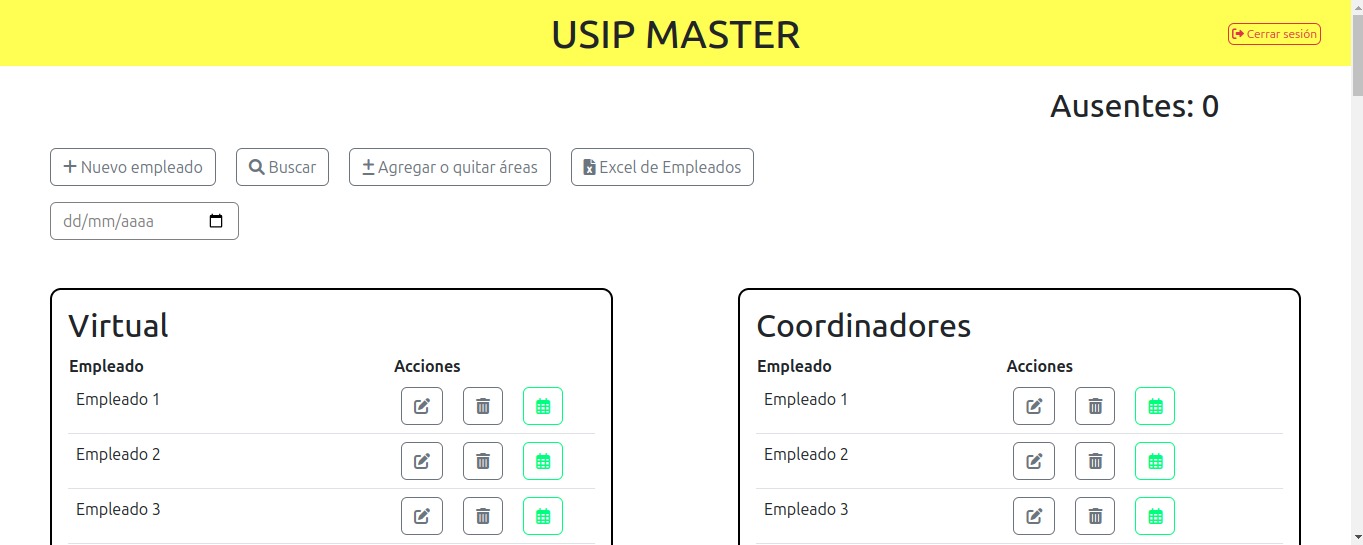 USIP MASTER
Cerrar sesión
Ausentes: 0
Nuevo empleado
Buscar
Agregar o quitar áreas
Excel de Empleados
dd/mm/aaaa
Virtual
Empleado Acciones
Empleado 1
Empleado 2
Empleado 3
Coordinadores
Empleado Acciones
Empleado 1
Empleado 2
Empleado 3